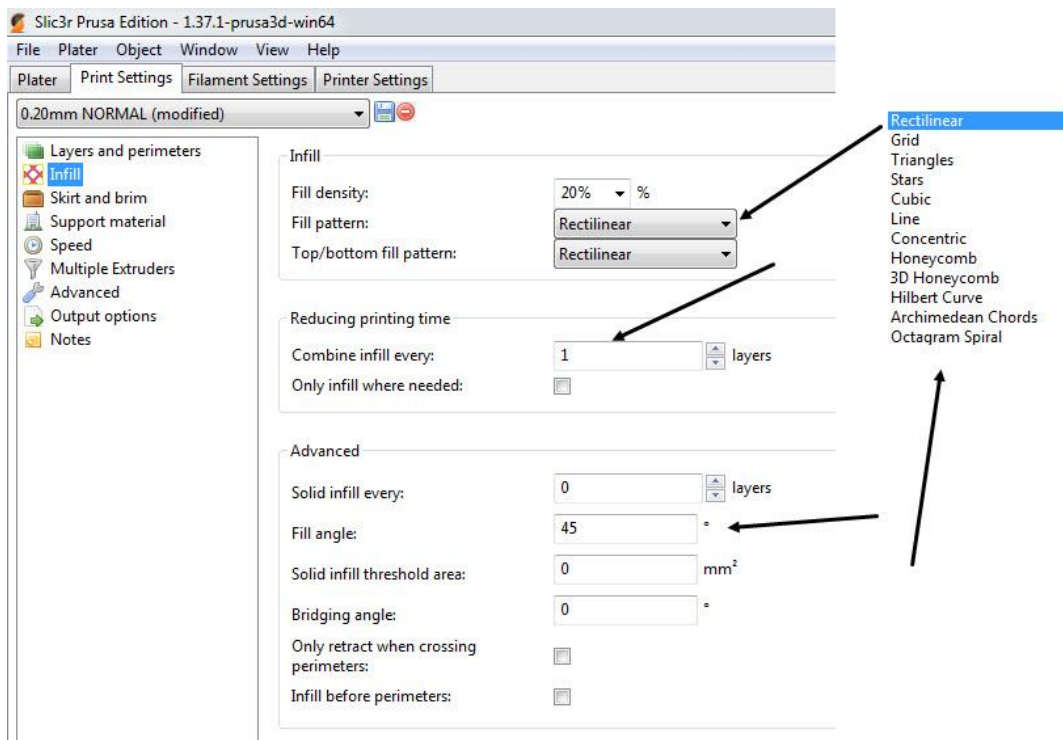 Slic3r Prusa Edition - 1.37.1-prusa3d-win64
File Plater Object Window View Help
Plater Print Settings Filament Settings Printer Settings
0.20mm NORMAL (modified)
Layers and perimeters
Infill
Skirt and brim
Support material
Speed
Multiple Extruders
Advanced
Output options
Notes
Infill
Fill density: 20% %
Fill pattern: Rectilinear
Top/bottom fill pattern: Rectilinear
Reducing printing time
Combine infill every: 1 layers
Only infill where needed:
Advanced
Solid infill every: 0 layers
Fill angle: 45 °
Solid infill threshold area: 0 mm²
Bridging angle: 0 °
Only retract when crossing
perimeters:
Infill before perimeters:
Rectilinear
Grid
Triangles
Stars
Cubic
Line
Concentric
Honeycomb
3D Honeycomb
Hilbert Curve
Archimedean Chords
Octagram Spiral